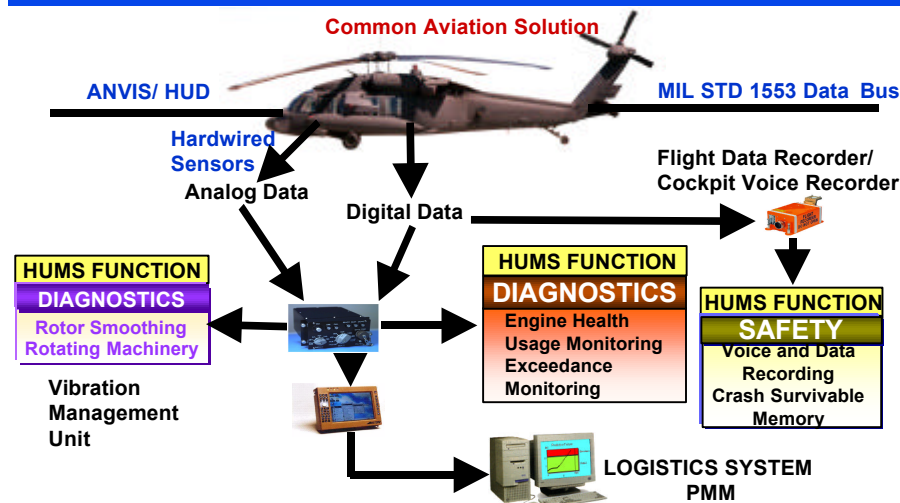 Common Aviation Solution
ANVIS/ HUD
MIL STD 1553 Data Bus
Hardwired
Sensors
Analog Data
Digital Data
Flight Data Recorder/
Cockpit Voice Recorder
HUMS FUNCTION
DIAGNOSTICS
Rotor Smoothing
Rotating Machinery
Vibration
Management
Unit
HUMS FUNCTION
DIAGNOSTICS
Engine Health
Usage Monitoring
Exceedance
Monitoring
HUMS FUNCTION
SAFETY
Voice and Data
Recording
Crash Survivable
Memory
LOGISTICS SYSTEM
PMM